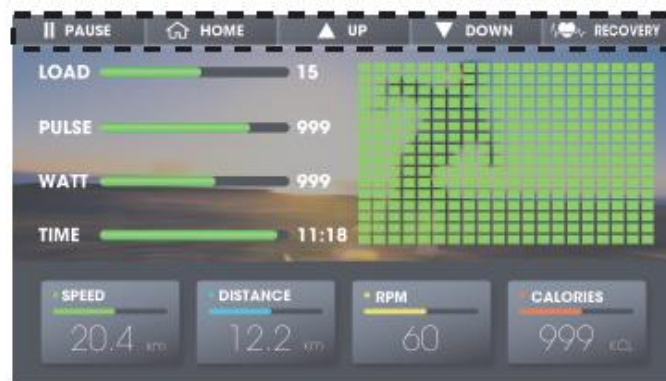 PAUSE HOME UP DOWN RECOVERY
LOAD 15
PULSE 999
WATT 999
TIME 11:18
SPEED DISTANCE RPM CALORIES
20.4 km 12.2 km 60 999 KCL